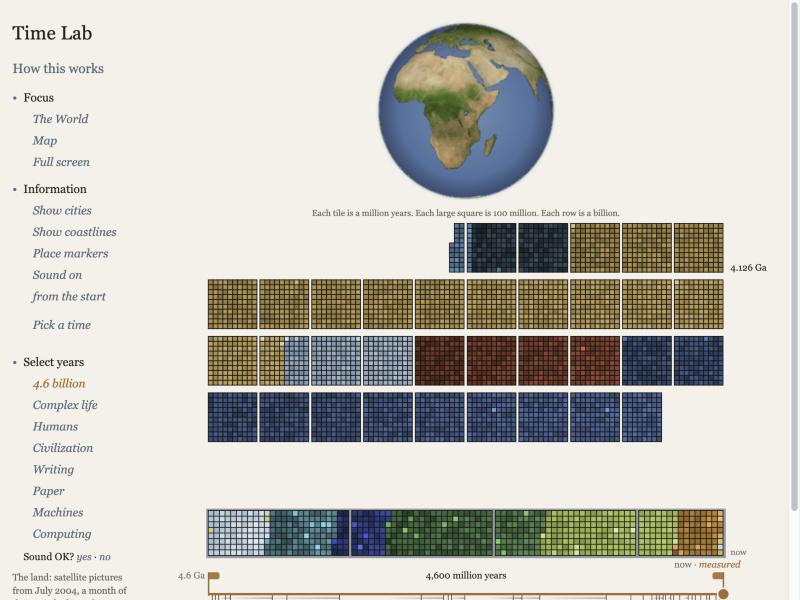 Time Lab
How this works
Focus
The World
Map
Full screen
Information
Show cities
Show coastlines
Place markers
Sound on
from the start
Pick a time
Select years
4.6 billion
Complex life
Humans
Civilization
Writing
Paper
Machines
Computing
Sound OK? yes · no
The land: satellite pictures
from July 2004, a month of
Each tile is a million years. Each large square is 100 million. Each row is a billion.
4.126 Ga
now
now · measured
4.6 Ga
4,600 million years